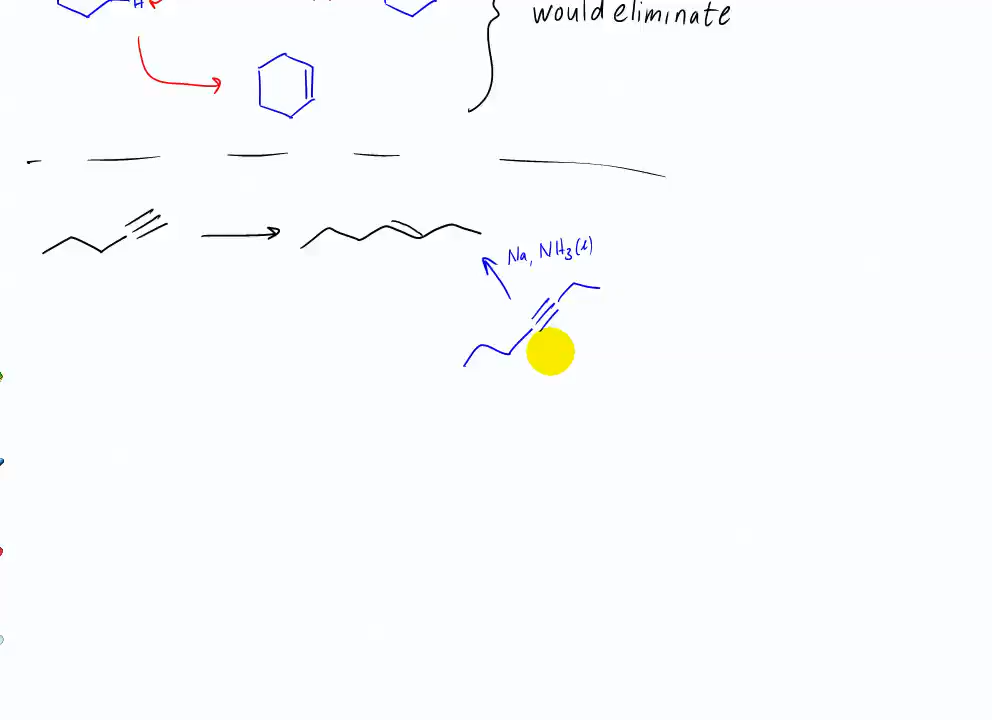 would eliminate
H
Na, NH₃(l)